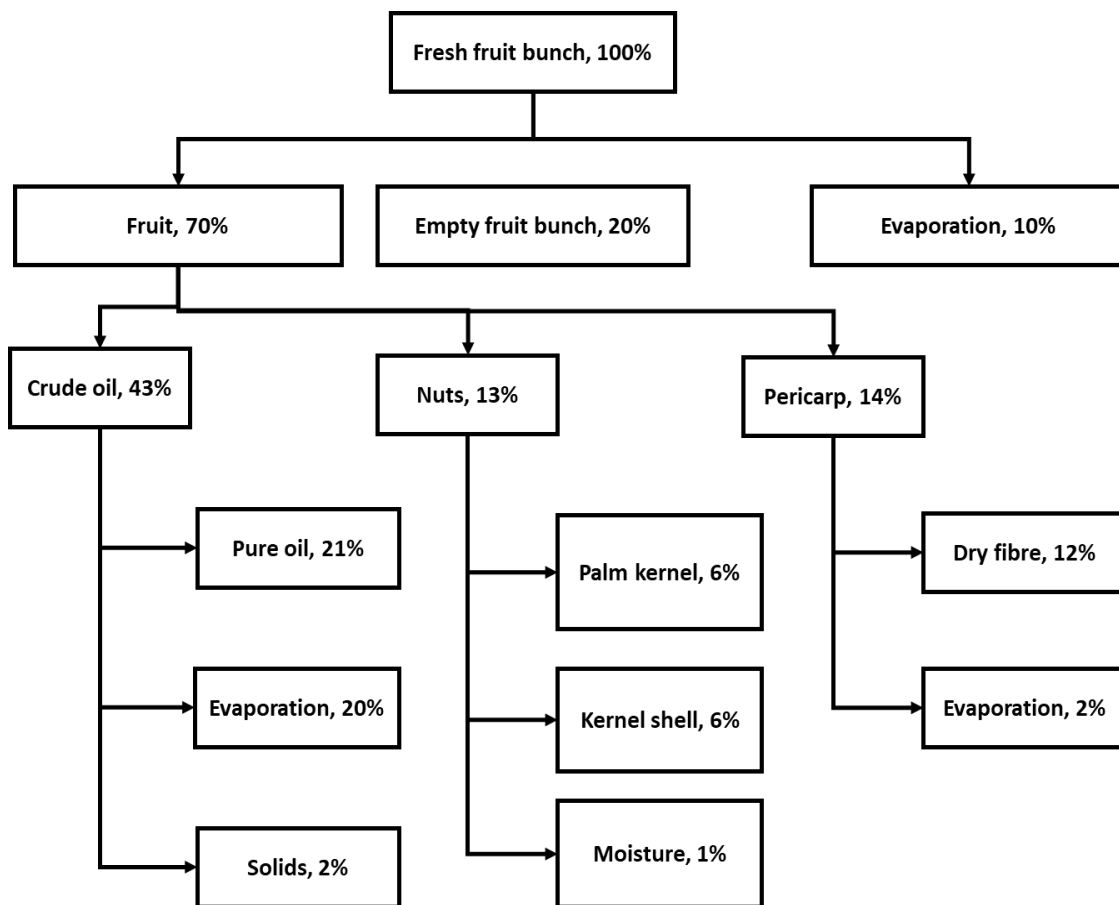 Fresh fruit bunch, 100%
Fruit, 70%
Empty fruit bunch, 20%
Evaporation, 10%
Crude oil, 43%
Nuts, 13%
Pericarp, 14%
Pure oil, 21%
Palm kernel, 6%
Dry fibre, 12%
Evaporation, 20%
Kernel shell, 6%
Evaporation, 2%
Solids, 2%
Moisture, 1%